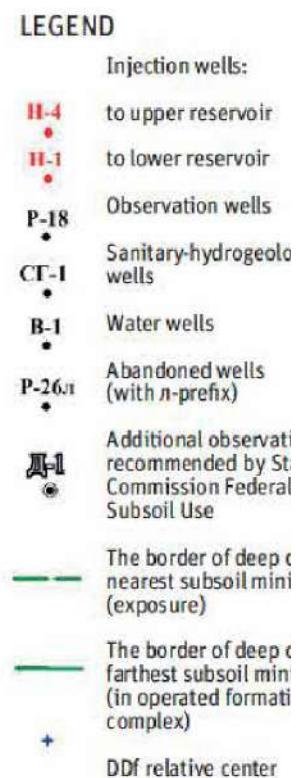 LEGEND
Injection wells:
Н-4 to upper reservoir
Н-1 to lower reservoir
Р-18 Observation wells
СГ-1 Sanitary-hydrogeolo
wells
В-1 Water wells
Р-26л Abandoned wells
(with л-prefix)
Д-1 Additional observati
recommended by Sta
Commission Federal
Subsoil Use
The border of deep d
nearest subsoil mini
(exposure)
The border of deep d
farthest subsoil mini
(in operated formati
complex)
DDf relative center